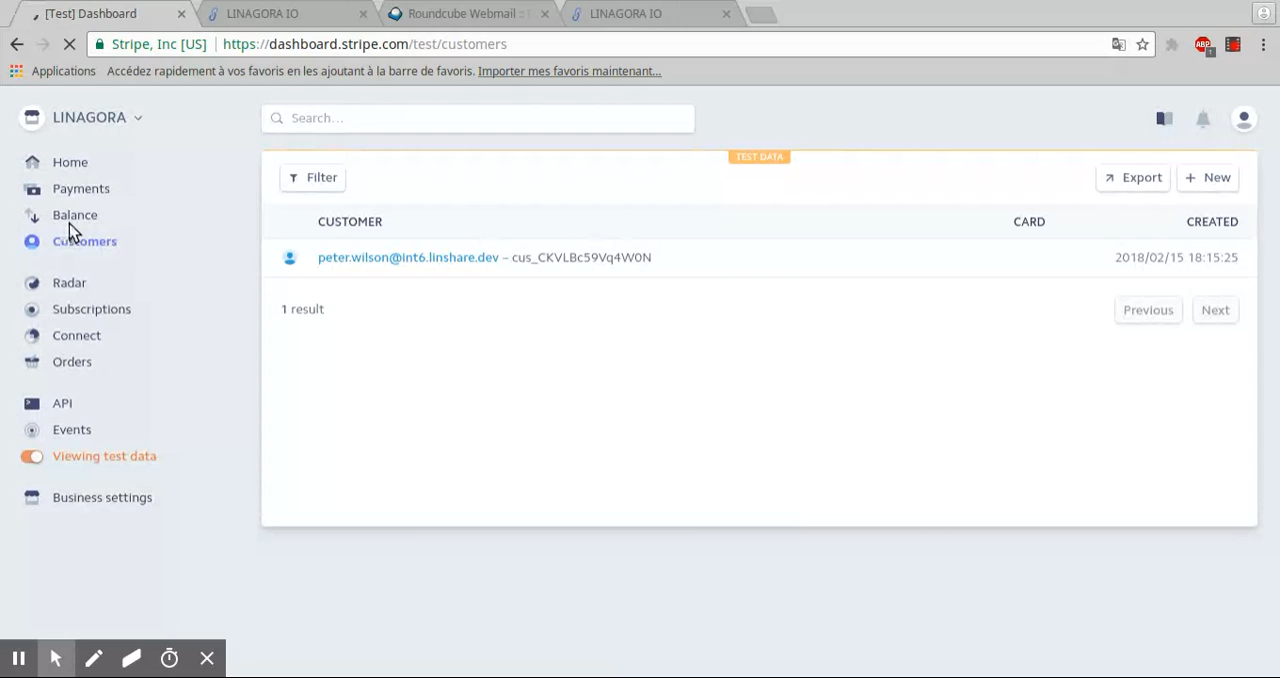 [Test] Dashboard
LINAGORA IO
Roundcube Webmail ::
LINAGORA IO
Stripe, Inc [US]
https://dashboard.stripe.com/test/customers
Applications
Accédez rapidement à vos favoris en les ajoutant à la barre de favoris. Importer mes favoris maintenant...
ABP
1
LINAGORA
Search...
Home
Payments
Balance
Customers
Radar
Subscriptions
Connect
Orders
API
Events
Viewing test data
Business settings
TEST DATA
Filter
Export
New
CUSTOMER
CARD
CREATED
peter.wilson@int6.linshare.dev – cus_CKVLBc59Vq4W0N
2018/02/15 18:15:25
1 result
Previous
Next